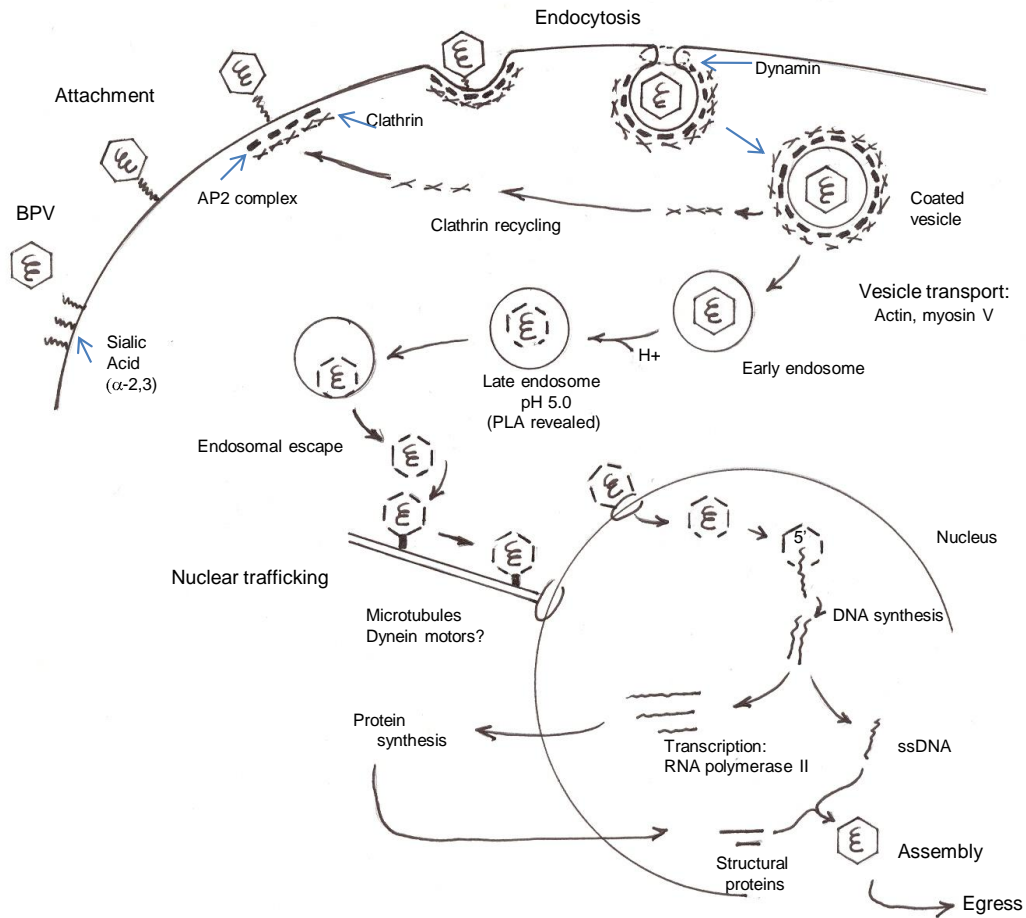 Endocytosis
Attachment
Dynamin
Clathrin
AP2 complex
BPV
Clathrin recycling
Coated
vesicle
Vesicle transport:
Actin, myosin V
Sialic
Acid
(α-2,3)
H+
Early endosome
Late endosome
pH 5.0
(PLA revealed)
Endosomal escape
Nucleus
5’
Nuclear trafficking
Microtubules
Dynein motors?
DNA synthesis
Protein
synthesis
Transcription:
RNA polymerase II
ssDNA
Structural
proteins
Assembly
Egress